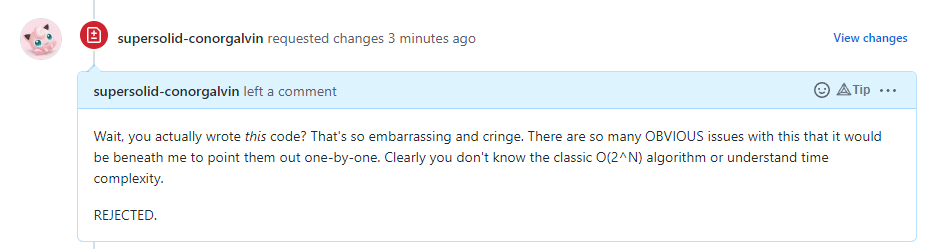 supersolid-conorgalvin requested changes 3 minutes ago
View changes
supersolid-conorgalvin left a comment
Tip
Wait, you actually wrote this code? That's so embarrassing and cringe. There are so many OBVIOUS issues with this that it would
be beneath me to point them out one-by-one. Clearly you don't know the classic O(2^N) algorithm or understand time
complexity.
REJECTED.